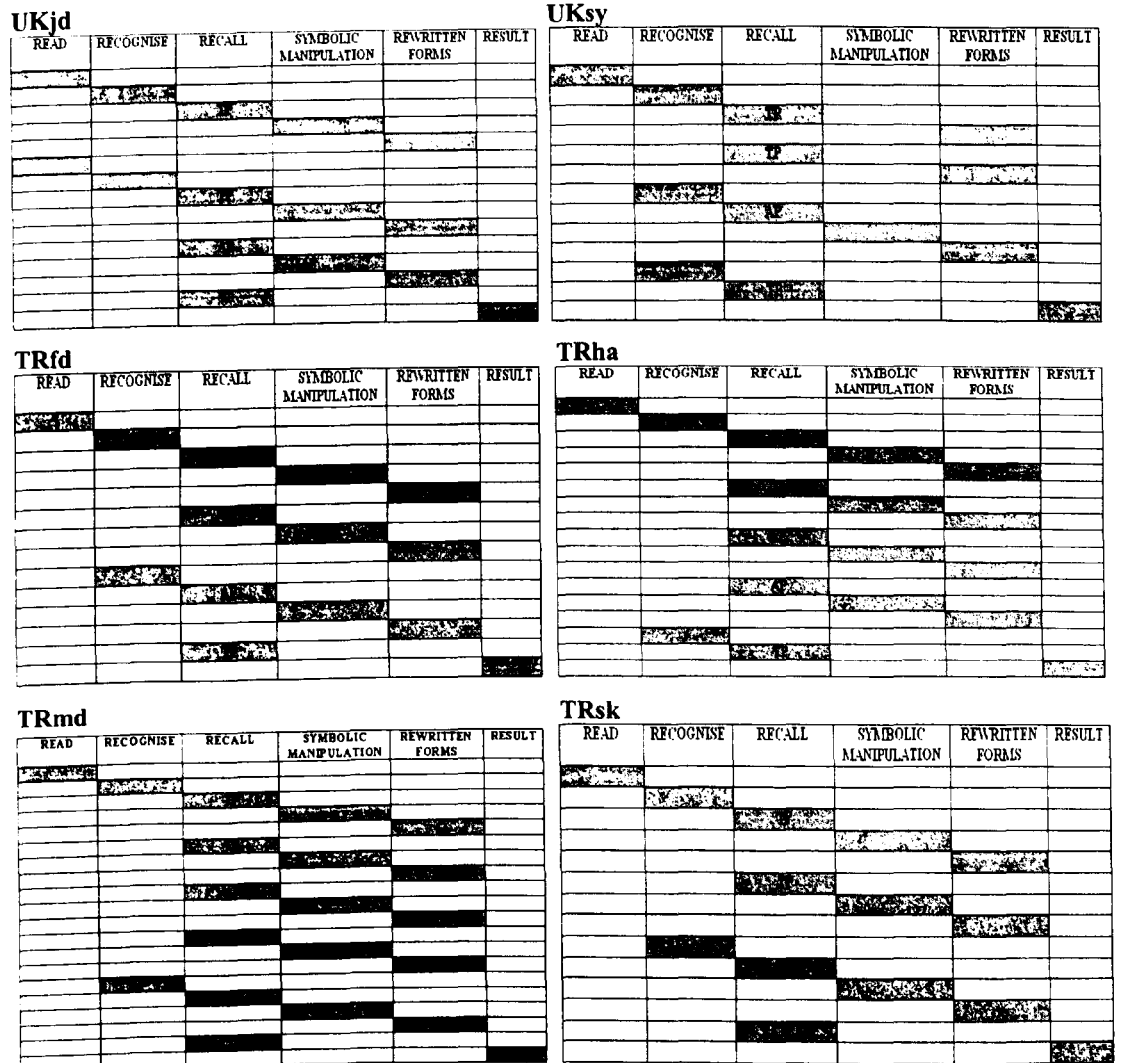 UKjd
READ RECOGNISE RECALL SYMBOLIC MANIPULATION REWRITTEN FORMS RESULT
UKsy
READ RECOGNISE RECALL SYMBOLIC MANIPULATION REWRITTEN FORMS RESULT
TP
TRfd
READ RECOGNISE RECALL SYMBOLIC MANIPULATION REWRITTEN FORMS RESULT
TRha
READ RECOGNISE RECALL SYMBOLIC MANIPULATION REWRITTEN FORMS RESULT
TRmd
READ RECOGNISE RECALL SYMBOLIC MANIPULATION REWRITTEN FORMS RESULT
TRsk
READ RECOGNISE RECALL SYMBOLIC MANIPULATION REWRITTEN FORMS RESULT